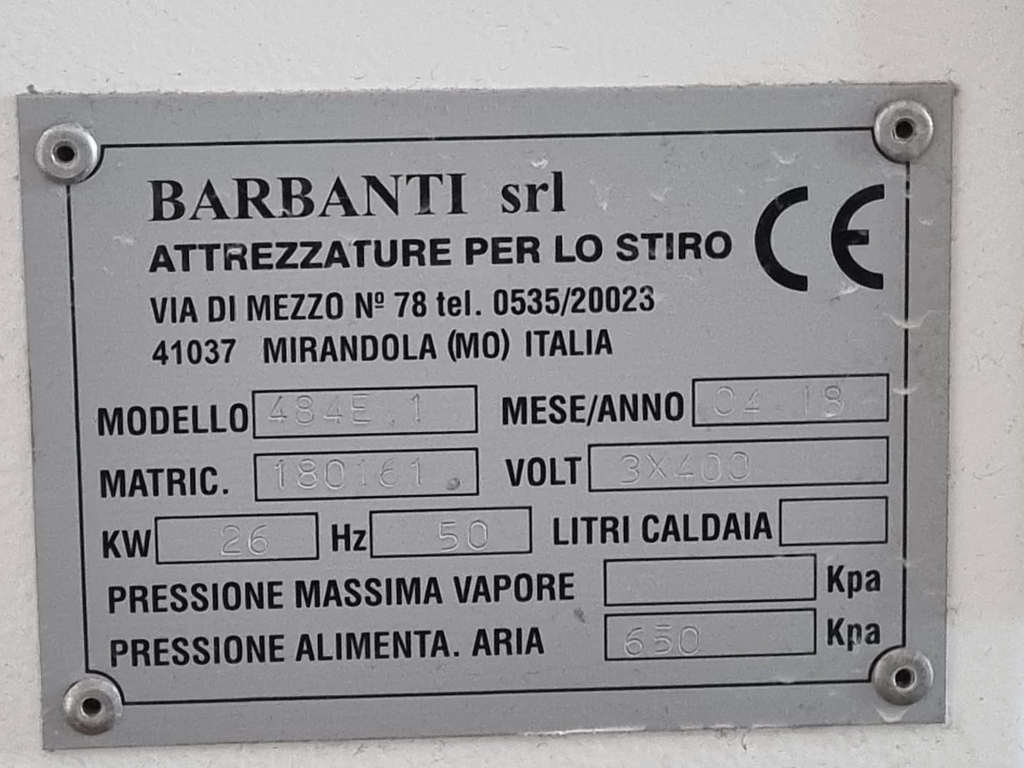 BARBANTI srl
ATTREZZATURE PER LO STIRO
CE
VIA DI MEZZO Nº 78 tel. 0535/20023
41037 MIRANDOLA (MO) ITALIA
MODELLO 484E.1 MESE/ANNO 04 18
MATRIC. 180161. VOLT 3X400
KW 26 Hz 50 LITRI CALDAIA
PRESSIONE MASSIMA VAPORE Kpa
PRESSIONE ALIMENTA. ARIA 650 Kpa